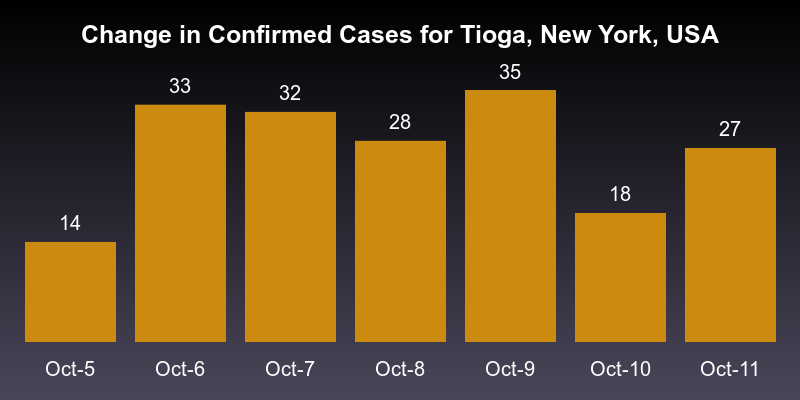 Change in Confirmed Cases for Tioga, New York, USA
14
33
32
28
35
18
27
Oct-5
Oct-6
Oct-7
Oct-8
Oct-9
Oct-10
Oct-11